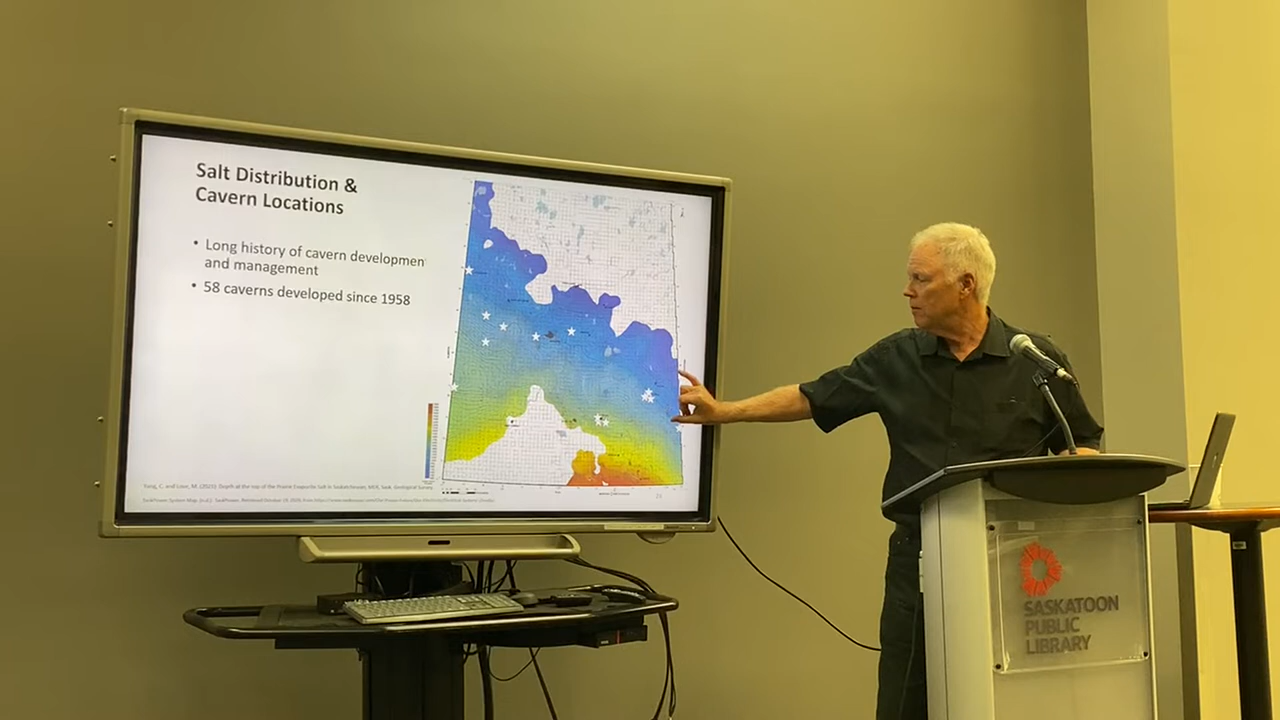 Salt Distribution &
Cavern Locations
• Long history of cavern developmen
and management
• 58 caverns developed since 1958
SASKATOON
PUBLIC
LIBRARY